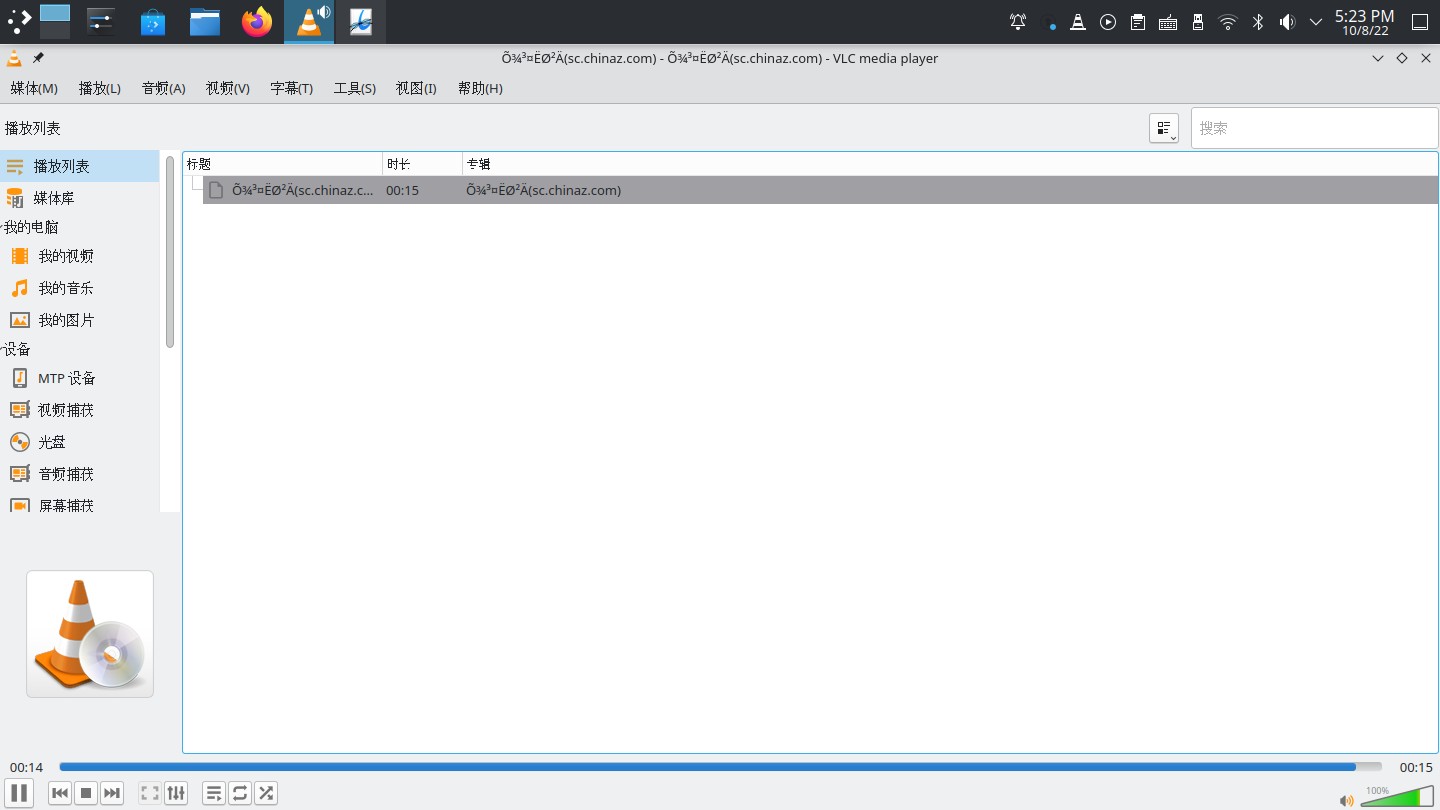 5:23 PM
10/8/22
Õ¾³¤ËØ²Ä(sc.chinaz.com) - Õ¾³¤ËØ²Ä(sc.chinaz.com) - VLC media player
媒体(M) 播放(L) 音频(A) 视频(V) 字幕(T) 工具(S) 视图(I) 帮助(H)
播放列表 搜索
标题 时长 专辑
Õ¾³¤ËØ²Ä(sc.chinaz.c... 00:15 Õ¾³¤ËØ²Ä(sc.chinaz.com)
播放列表
媒体库
我的电脑
我的视频
我的音乐
我的图片
设备
MTP 设备
视频捕获
光盘
音频捕获
屏幕捕获
00:14 00:15
100%